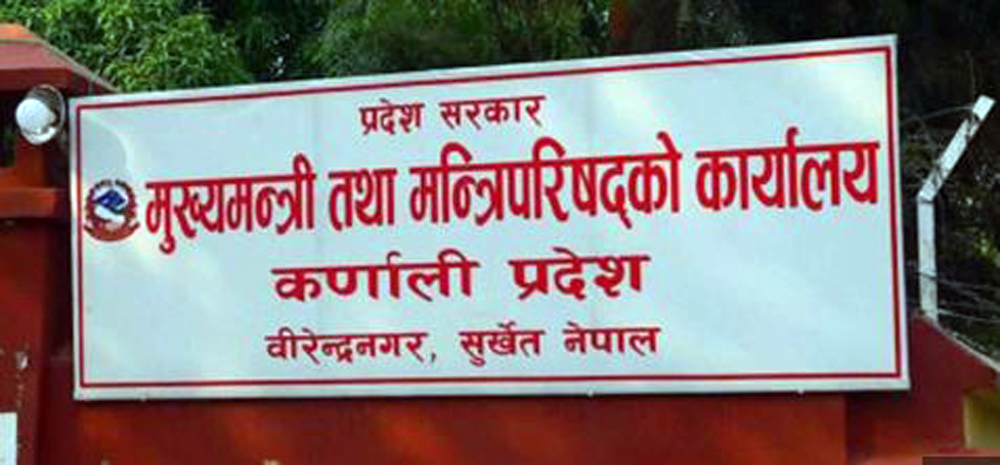 प्रदेश सरकार
मुख्यमन्त्री तथा मन्त्रिपरिषद्को कार्यालय
कर्णाली प्रदेश
वीरेन्द्रनगर, सुर्खेत नेपाल